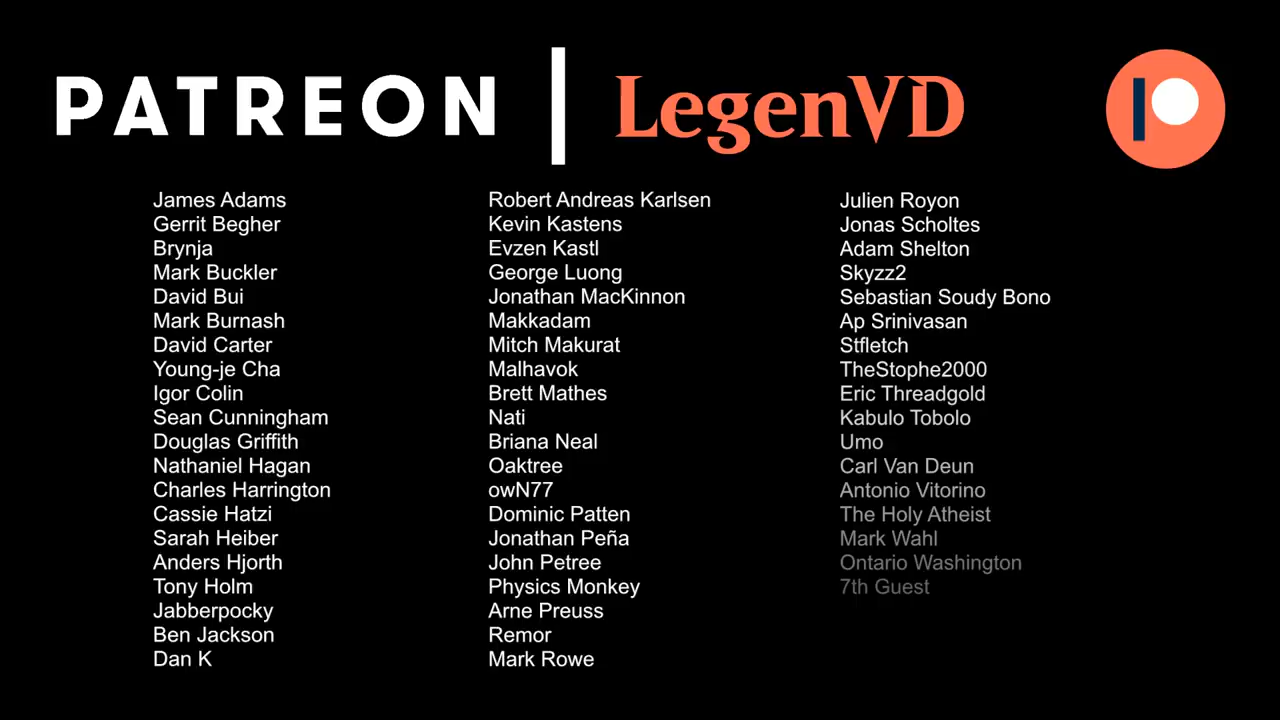 PATREON | LegenVD
James Adams
Gerrit Begher
Brynja
Mark Buckler
David Bui
Mark Burnash
David Carter
Young-je Cha
Igor Colin
Sean Cunningham
Douglas Griffith
Nathaniel Hagan
Charles Harrington
Cassie Hatzi
Sarah Heiber
Anders Hjorth
Tony Holm
Jabberpocky
Ben Jackson
Dan K
Robert Andreas Karlsen
Kevin Kastens
Evzen Kastl
George Luong
Jonathan MacKinnon
Makkadam
Mitch Makurat
Malhavok
Brett Mathes
Nati
Briana Neal
Oaktree
owN77
Dominic Patten
Jonathan Peña
John Petree
Physics Monkey
Arne Preuss
Remor
Mark Rowe
Julien Royon
Jonas Scholtes
Adam Shelton
Skyzz2
Sebastian Soudy Bono
Ap Srinivasan
Stfletch
TheStophe2000
Eric Threadgold
Kabulo Tobolo
Umo
Carl Van Deun
Antonio Vitorino
The Holy Atheist
Mark Wahl
Ontario Washington
7th Guest